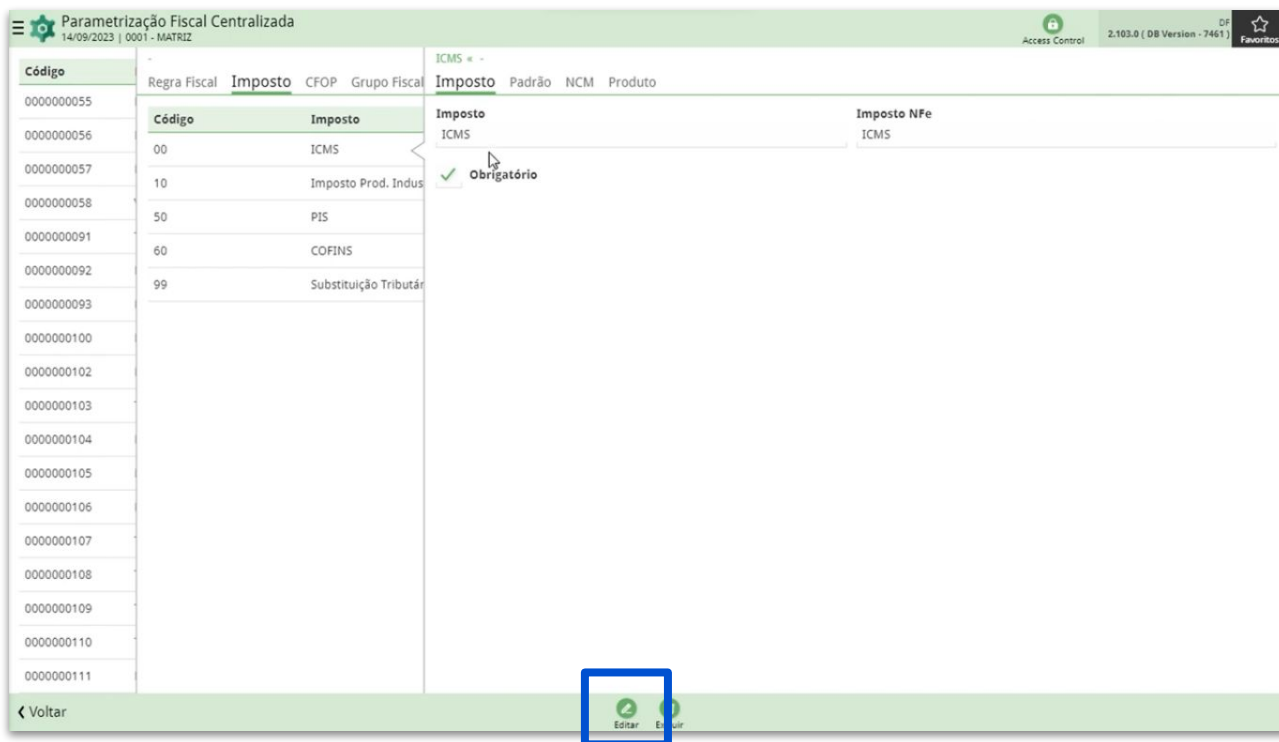 Parametrização Fiscal Centralizada
14/09/2023 | 0001 - MATRIZ
Access Control
DF
2.103.0 ( DB Version - 7461 )
Favoritos
Código
0000000055
0000000056
0000000057
0000000058
0000000091
0000000092
0000000093
0000000100
0000000102
0000000103
0000000104
0000000105
0000000106
0000000107
0000000108
0000000109
0000000110
0000000111
-
Regra Fiscal Imposto CFOP Grupo Fiscal
Código Imposto
00 ICMS
10 Imposto Prod. Indus
50 PIS
60 COFINS
99 Substituição Tributár
ICMS « -
Imposto Padrão NCM Produto
Imposto Imposto NFe
ICMS ICMS
Obrigatório
Voltar
Editar